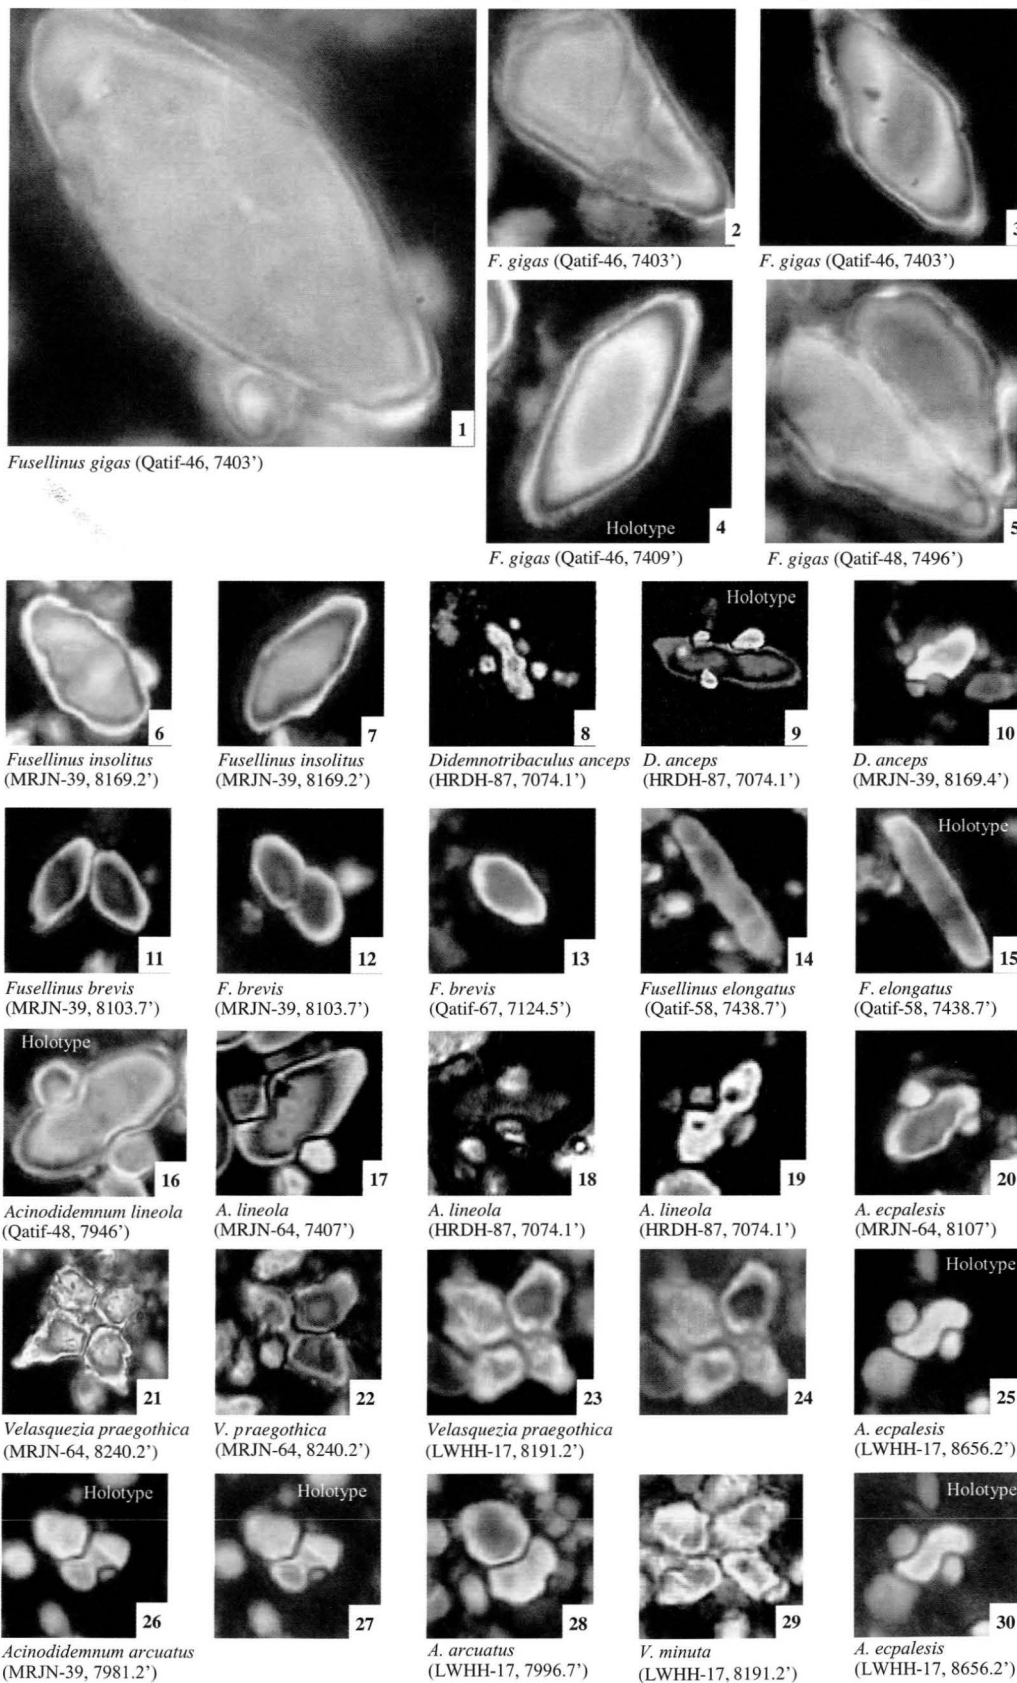 1
Fusellinus gigas (Qatif-46, 7403’)
2
F. gigas (Qatif-46, 7403’)
3
F. gigas (Qatif-46, 7403’)
Holotype 4
F. gigas (Qatif-46, 7409’)
5
F. gigas (Qatif-48, 7496’)
6
Fusellinus insolitus
(MRJN-39, 8169.2’)
7
Fusellinus insolitus
(MRJN-39, 8169.2’)
8
Didemnotribaculus anceps
(HRDH-87, 7074.1’)
Holotype
9
D. anceps
(HRDH-87, 7074.1’)
10
D. anceps
(MRJN-39, 8169.4’)
11
Fusellinus brevis
(MRJN-39, 8103.7’)
12
F. brevis
(MRJN-39, 8103.7’)
13
F. brevis
(Qatif-67, 7124.5’)
14
Fusellinus elongatus
(Qatif-58, 7438.7’)
Holotype
15
F. elongatus
(Qatif-58, 7438.7’)
Holotype
16
Acinodidemnum lineola
(Qatif-48, 7946’)
17
A. lineola
(MRJN-64, 7407’)
18
A. lineola
(HRDH-87, 7074.1’)
19
A. lineola
(HRDH-87, 7074.1’)
20
A. ecpalesis
(MRJN-64, 8107’)
21
Velasquezia praegothica
(MRJN-64, 8240.2’)
22
V. praegothica
(MRJN-64, 8240.2’)
23
Velasquezia praegothica
(LWHH-17, 8191.2’)
24
Holotype
25
A. ecpalesis
(LWHH-17, 8656.2’)
Holotype
26
Acinodidemnum arcuatus
(MRJN-39, 7981.2’)
Holotype
27
28
A. arcuatus
(LWHH-17, 7996.7’)
29
V. minuta
(LWHH-17, 8191.2’)
Holotype
30
A. ecpalesis
(LWHH-17, 8656.2’)